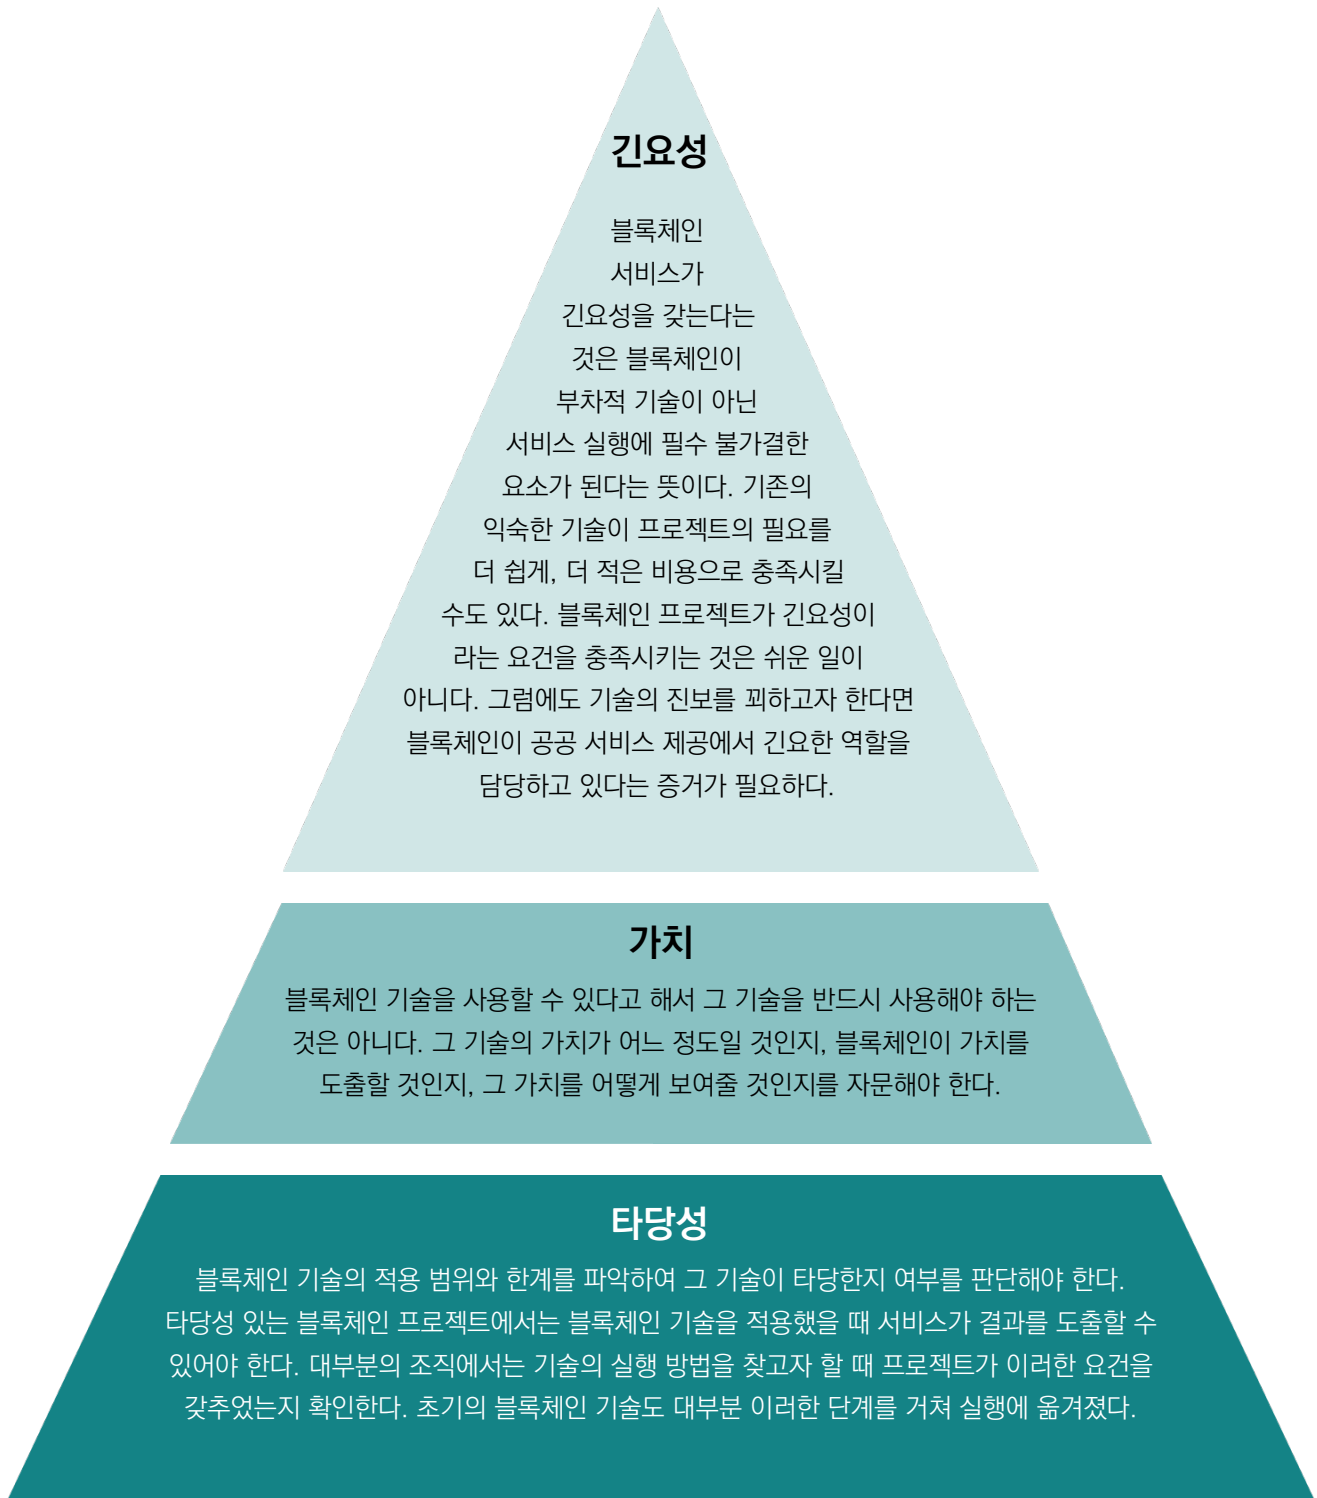 긴요성
블록체인
서비스가
긴요성을 갖는다는
것은 블록체인이
부차적 기술이 아닌
서비스 실행에 필수 불가결한
요소가 된다는 뜻이다. 기존의
익숙한 기술이 프로젝트의 필요를
더 쉽게, 더 적은 비용으로 충족시킬
수도 있다. 블록체인 프로젝트가 긴요성이
라는 요건을 충족시키는 것은 쉬운 일이
아니다. 그럼에도 기술의 진보를 꾀하고자 한다면
블록체인이 공공 서비스 제공에서 긴요한 역할을
담당하고 있다는 증거가 필요하다.
가치
블록체인 기술을 사용할 수 있다고 해서 그 기술을 반드시 사용해야 하는
것은 아니다. 그 기술의 가치가 어느 정도일 것인지, 블록체인이 가치를
도출할 것인지, 그 가치를 어떻게 보여줄 것인지를 자문해야 한다.
타당성
블록체인 기술의 적용 범위와 한계를 파악하여 그 기술이 타당한지 여부를 판단해야 한다.
타당성 있는 블록체인 프로젝트에서는 블록체인 기술을 적용했을 때 서비스가 결과를 도출할 수
있어야 한다. 대부분의 조직에서는 기술의 실행 방법을 찾고자 할 때 프로젝트가 이러한 요건을
갖추었는지 확인한다. 초기의 블록체인 기술도 대부분 이러한 단계를 거쳐 실행에 옮겨졌다.